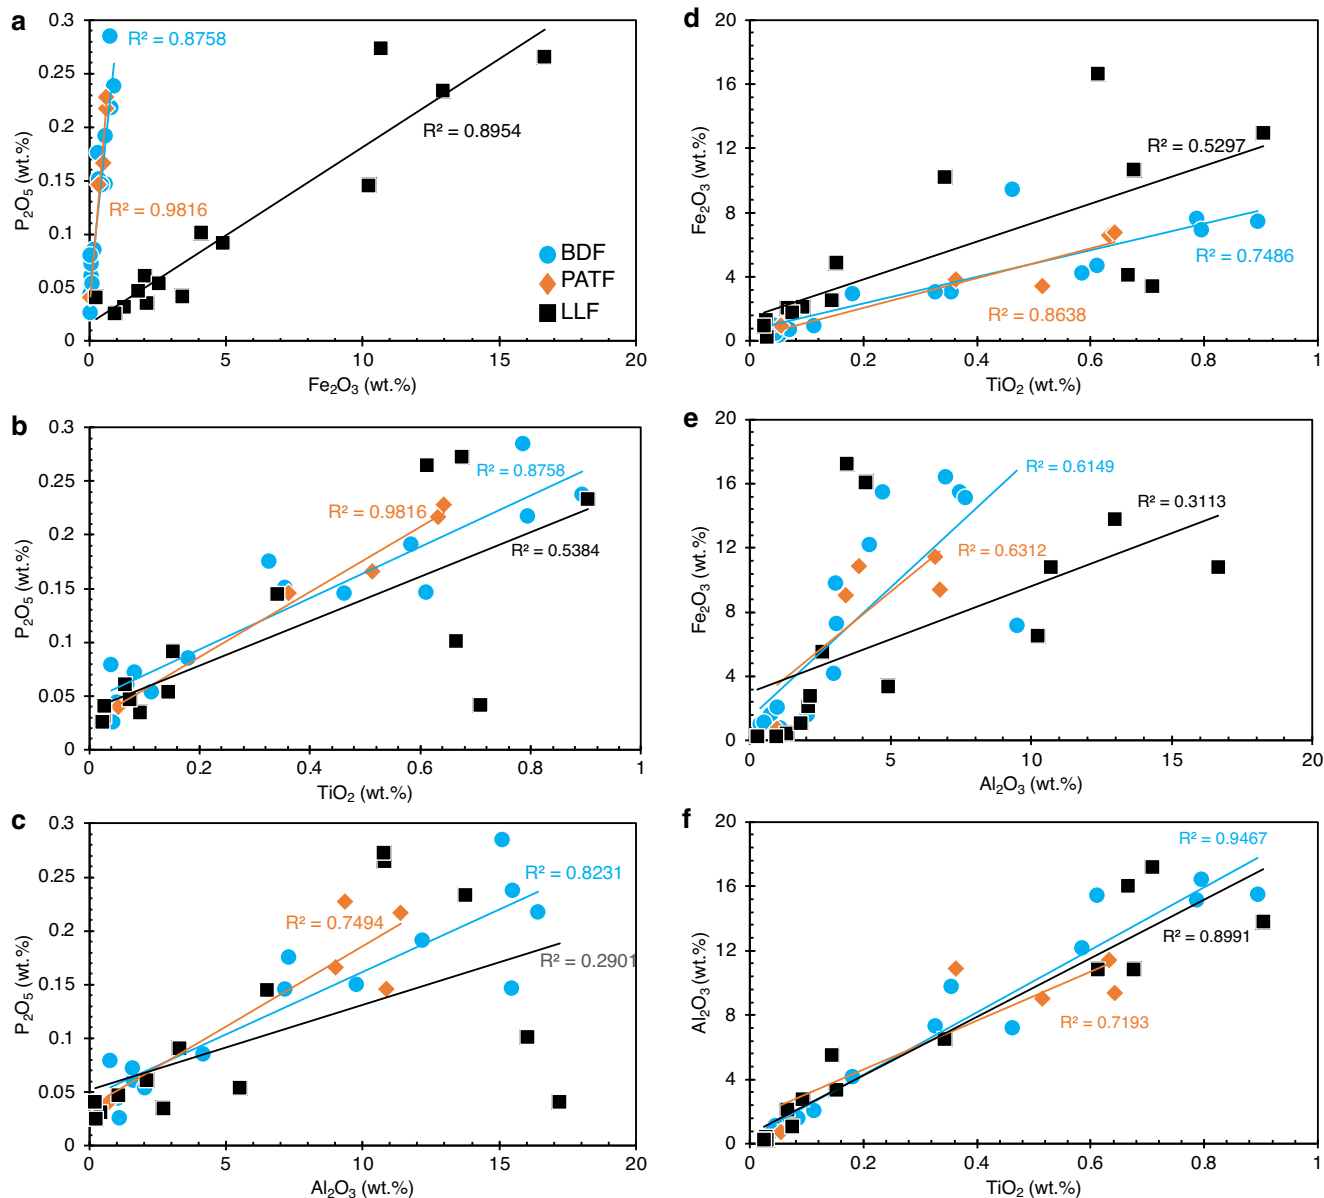 a
0.3
0.25
0.2
0.15
0.1
0.05
0
P₂O₅ (wt.%)
R² = 0.8758
R² = 0.8954
R² = 0.9816
BDF
PATF
LLF
0 5 10 15 20
Fe₂O₃ (wt.%)
b
0.3
0.25
0.2
0.15
0.1
0.05
0
P₂O₅ (wt.%)
R² = 0.8758
R² = 0.9816
R² = 0.5384
0 0.2 0.4 0.6 0.8 1
TiO₂ (wt.%)
c
0.3
0.25
0.2
0.15
0.1
0.05
0
P₂O₅ (wt.%)
R² = 0.8231
R² = 0.7494
R² = 0.2901
0 5 10 15 20
Al₂O₃ (wt.%)
d
20
16
12
8
4
0
Fe₂O₃ (wt.%)
R² = 0.5297
R² = 0.7486
R² = 0.8638
0 0.2 0.4 0.6 0.8 1
TiO₂ (wt.%)
e
20
16
12
8
4
0
Fe₂O₃ (wt.%)
R² = 0.6149
R² = 0.3113
R² = 0.6312
0 5 10 15 20
Al₂O₃ (wt.%)
f
20
16
12
8
4
0
Al₂O₃ (wt.%)
R² = 0.9467
R² = 0.8991
R² = 0.7193
0 0.2 0.4 0.6 0.8 1
TiO₂ (wt.%)